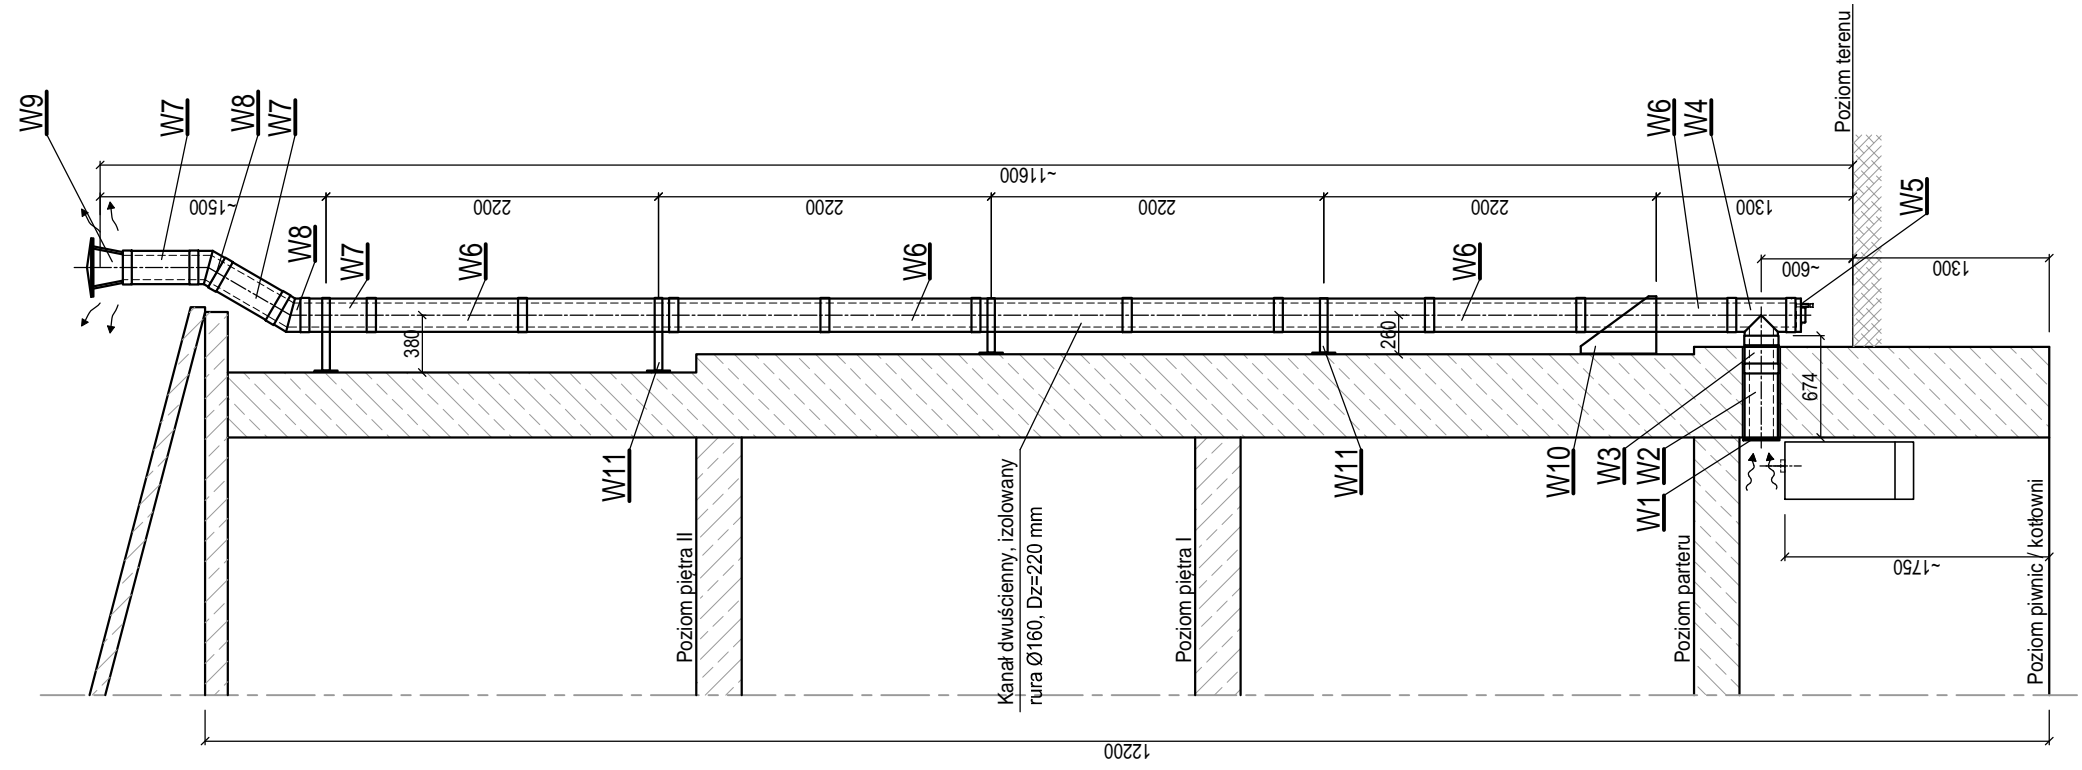 W9
W7
W8
W7
W6
W4
Poziom terenu
~11600
~1500
2200
2200
2200
2200
1300
W5
W8
W7
W6
W6
W6
~600
1300
380
260
674
W11
W11
W10
W3
W2
W1
Kanał dwuścienny, izolowany
rura Ø160, Dz=220 mm
Poziom piętra II
Poziom piętra I
Poziom parteru
~1750
Poziom piwnic / kotłowni
12200